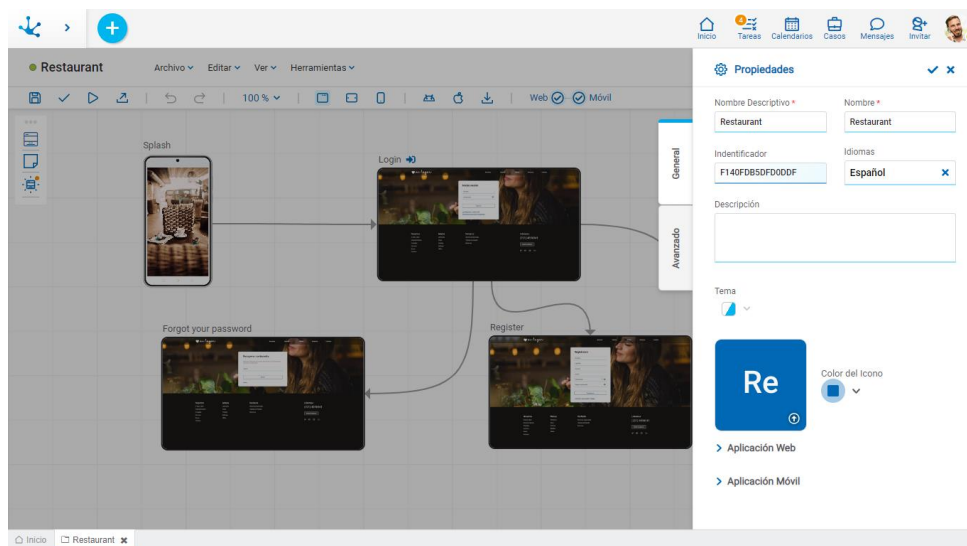 4
Inicio Tareas Calendarios Casos Mensajes Invitar
Restaurant Archivo Editar Ver Herramientas
100 % Web Móvil
Propiedades
Nombre Descriptivo * Nombre *
Restaurant Restaurant
Indentificador Idiomas
F140FDB5DFD0DDF Español
Descripción
Tema
Re
Color del Icono
Aplicación Web
Aplicación Móvil
General
Avanzado
Splash
Login
Forgot your password
Register
Inicio Restaurant